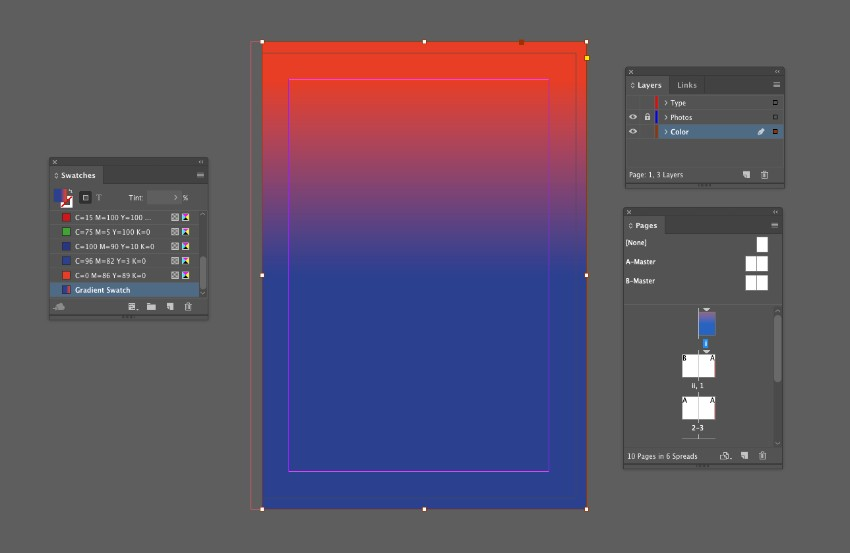 Swatches
Tint:
%
C=15 M=100 Y=100 ...
C=75 M=5 Y=100 K=0
C=100 M=90 Y=10 K=0
C=96 M=82 Y=3 K=0
C=0 M=86 Y=89 K=0
Gradient Swatch
Layers Links
Type
Photos
Color
Page: 1, 3 Layers
Pages
[None]
A-Master
B-Master
i
B A
ii, 1
A A
2-3
10 Pages in 6 Spreads